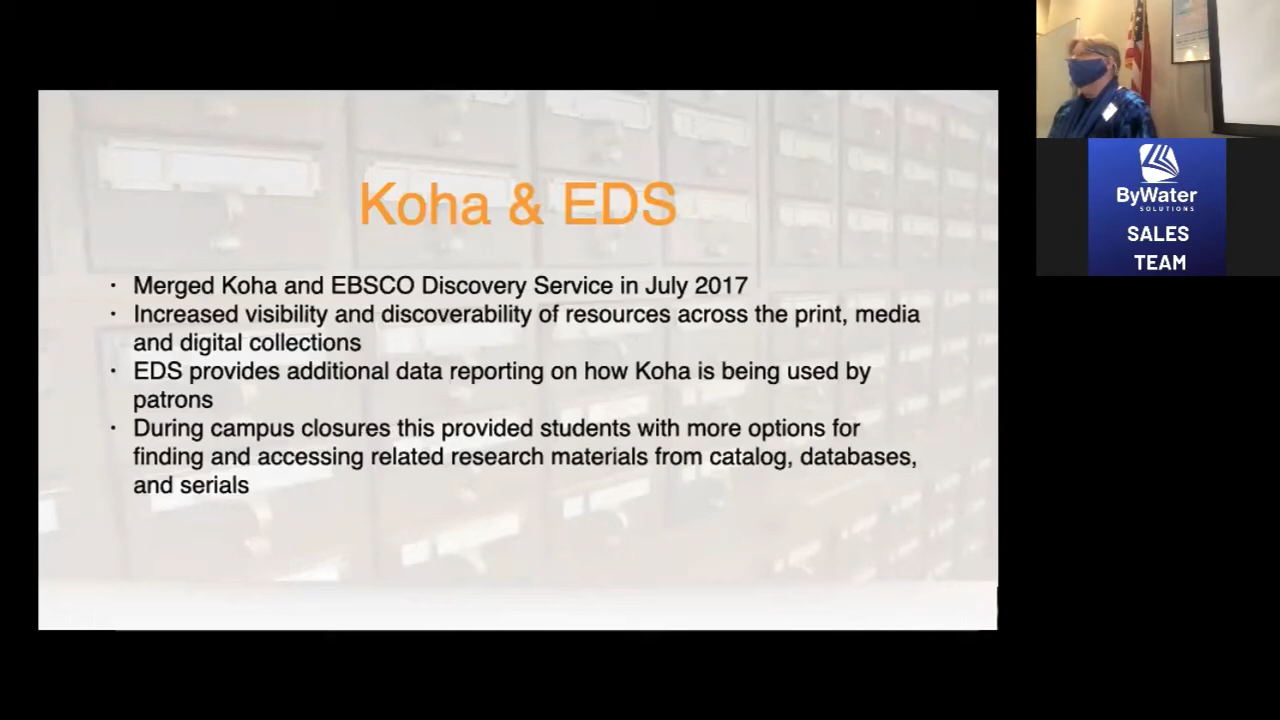 Koha & EDS
· Merged Koha and EBSCO Discovery Service in July 2017
· Increased visibility and discoverability of resources across the print, media
and digital collections
· EDS provides additional data reporting on how Koha is being used by
patrons
· During campus closures this provided students with more options for
finding and accessing related research materials from catalog, databases,
and serials
ByWater
SOLUTIONS
SALES
TEAM